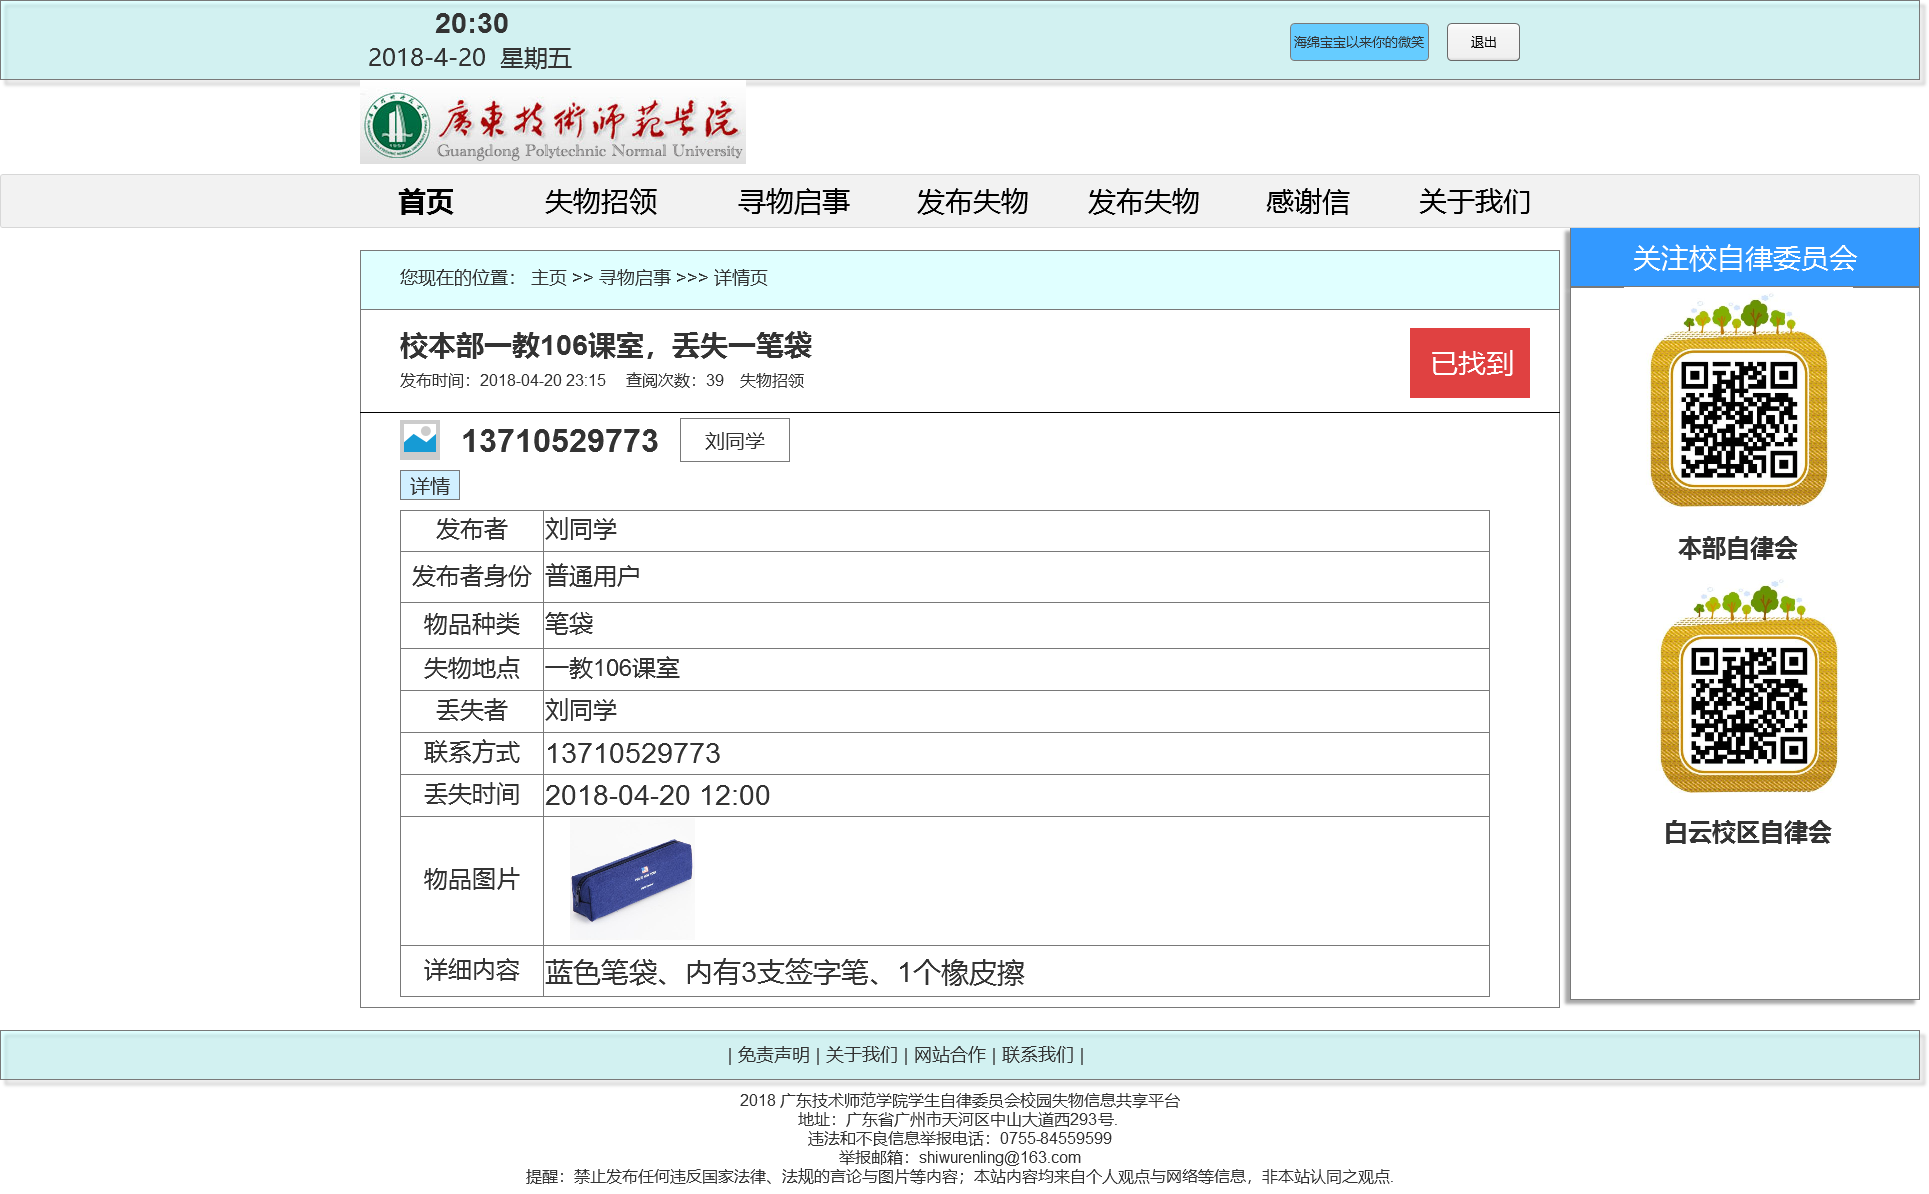 20:30
2018-4-20 星期五
海绵宝宝以来你的微笑
退出
廣東技術师范学院
Guangdong Polytechnic Normal University
首页 失物招领 寻物启事 发布失物 发布失物 感谢信 关于我们
关注校自律委员会
您现在的位置： 主页 >> 寻物启事 >>> 详情页
校本部一教106课室，丢失一笔袋
发布时间：2018-04-20 23:15 查阅次数：39 失物招领
已找到
13710529773
刘同学
详情
发布者 刘同学
发布者身份 普通用户
物品种类 笔袋
失物地点 一教106课室
丢失者 刘同学
联系方式 13710529773
丢失时间 2018-04-20 12:00
物品图片
详细内容 蓝色笔袋、内有3支签字笔、1个橡皮擦
本部自律会
白云校区自律会
| 免责声明 | 关于我们 | 网站合作 | 联系我们 |
2018 广东技术师范学院学生自律委员会校园失物信息共享平台
地址：广东省广州市天河区中山大道西293号.
违法和不良信息举报电话：0755-84559599
举报邮箱：shiwurenling@163.com
提醒：禁止发布任何违反国家法律、法规的言论与图片等内容；本站内容均来自个人观点与网络等信息，非本站认同之观点.